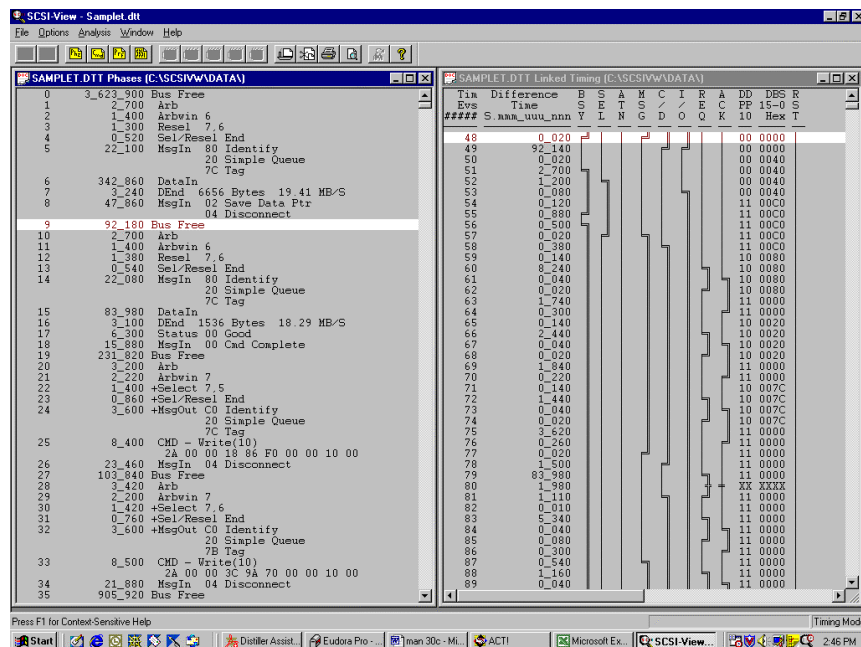 SCSI-View - Samplet.dtt
File Options Analysis Window Help
SAMPLET.DTT Phases (C:\SCSIVW\DATA\)
0 3_623_900 Bus Free
1 2_700 Arb
2 1_400 Arbwin 6
3 1_300 Resel 7,6
4 0_520 Sel/Resel End
5 22_100 MsgIn 80 Identify
20 Simple Queue
7C Tag
6 342_860 DataIn
7 3_240 DEnd 6656 Bytes 19.41 MB/S
8 47_860 MsgIn 02 Save Data Ptr
04 Disconnect
9 92_180 Bus Free
10 2_700 Arb
11 1_400 Arbwin 6
12 1_380 Resel 7,6
13 0_540 Sel/Resel End
14 22_080 MsgIn 80 Identify
20 Simple Queue
7C Tag
15 83_980 DataIn
16 3_100 DEnd 1536 Bytes 18.29 MB/S
17 6_300 Status 00 Good
18 15_880 MsgIn 00 Cmd Complete
19 231_820 Bus Free
20 3_200 Arb
21 2_220 Arbwin 7
22 1_400 +Select 7,5
23 0_860 +Sel/Resel End
24 3_600 +MsgOut C0 Identify
20 Simple Queue
7C Tag
25 8_400 CMD - Write(10)
2A 00 00 18 86 F0 00 00 10 00
26 23_460 MsgIn 04 Disconnect
27 103_840 Bus Free
28 3_420 Arb
29 2_200 Arbwin 7
30 1_420 +Select 7,6
31 0_760 +Sel/Resel End
32 3_600 +MsgOut C0 Identify
20 Simple Queue
7B Tag
33 8_500 CMD - Write(10)
2A 00 00 3C 9A 70 00 00 10 00
34 21_880 MsgIn 04 Disconnect
35 905_920 Bus Free
SAMPLET.DTT Linked Timing (C:\SCSIVW\DATA\)
Tim Difference B S A M C I R A DD DBS R
Evs Time S E T S / / E C PP 15-0 S
##### S.mmm_uuu_nnn Y L N G D O Q K 10 Hex T
48 0_020 00 0000
49 92_140 00 0000
50 0_020 00 0040
51 2_700 00 0040
52 1_200 00 0040
53 0_080 00 0040
54 0_120 11 00C0
55 0_880 11 00C0
56 0_500 11 00C0
57 0_020 11 00C0
58 0_380 11 00C0
59 0_140 10 0080
60 8_240 10 0080
61 0_040 10 0080
62 0_020 10 0080
63 1_740 11 0000
64 0_300 11 0000
65 0_140 10 0020
66 2_440 10 0020
67 0_040 10 0020
68 0_020 10 0020
69 1_840 11 0000
70 0_220 11 0000
71 0_140 10 007C
72 1_440 10 007C
73 0_040 10 007C
74 0_020 10 007C
75 3_620 11 0000
76 0_260 11 0000
77 0_020 11 0000
78 1_500 11 0000
79 83_980 11 0000
80 1_980 XX XXXX
81 1_110 11 0000
82 0_010 11 0000
83 5_340 11 0000
84 0_040 11 0000
85 0_080 11 0000
86 0_300 11 0000
87 0_540 11 0000
88 1_160 11 0000
89 0_040 11 0000
Press F1 for Context-Sensitive Help
Timing Mod
Start
Distiller Assist...
Eudora Pro - ...
man 30c - Mi...
ACT!
Microsoft Ex...
SCSI-View...
2:46 PM